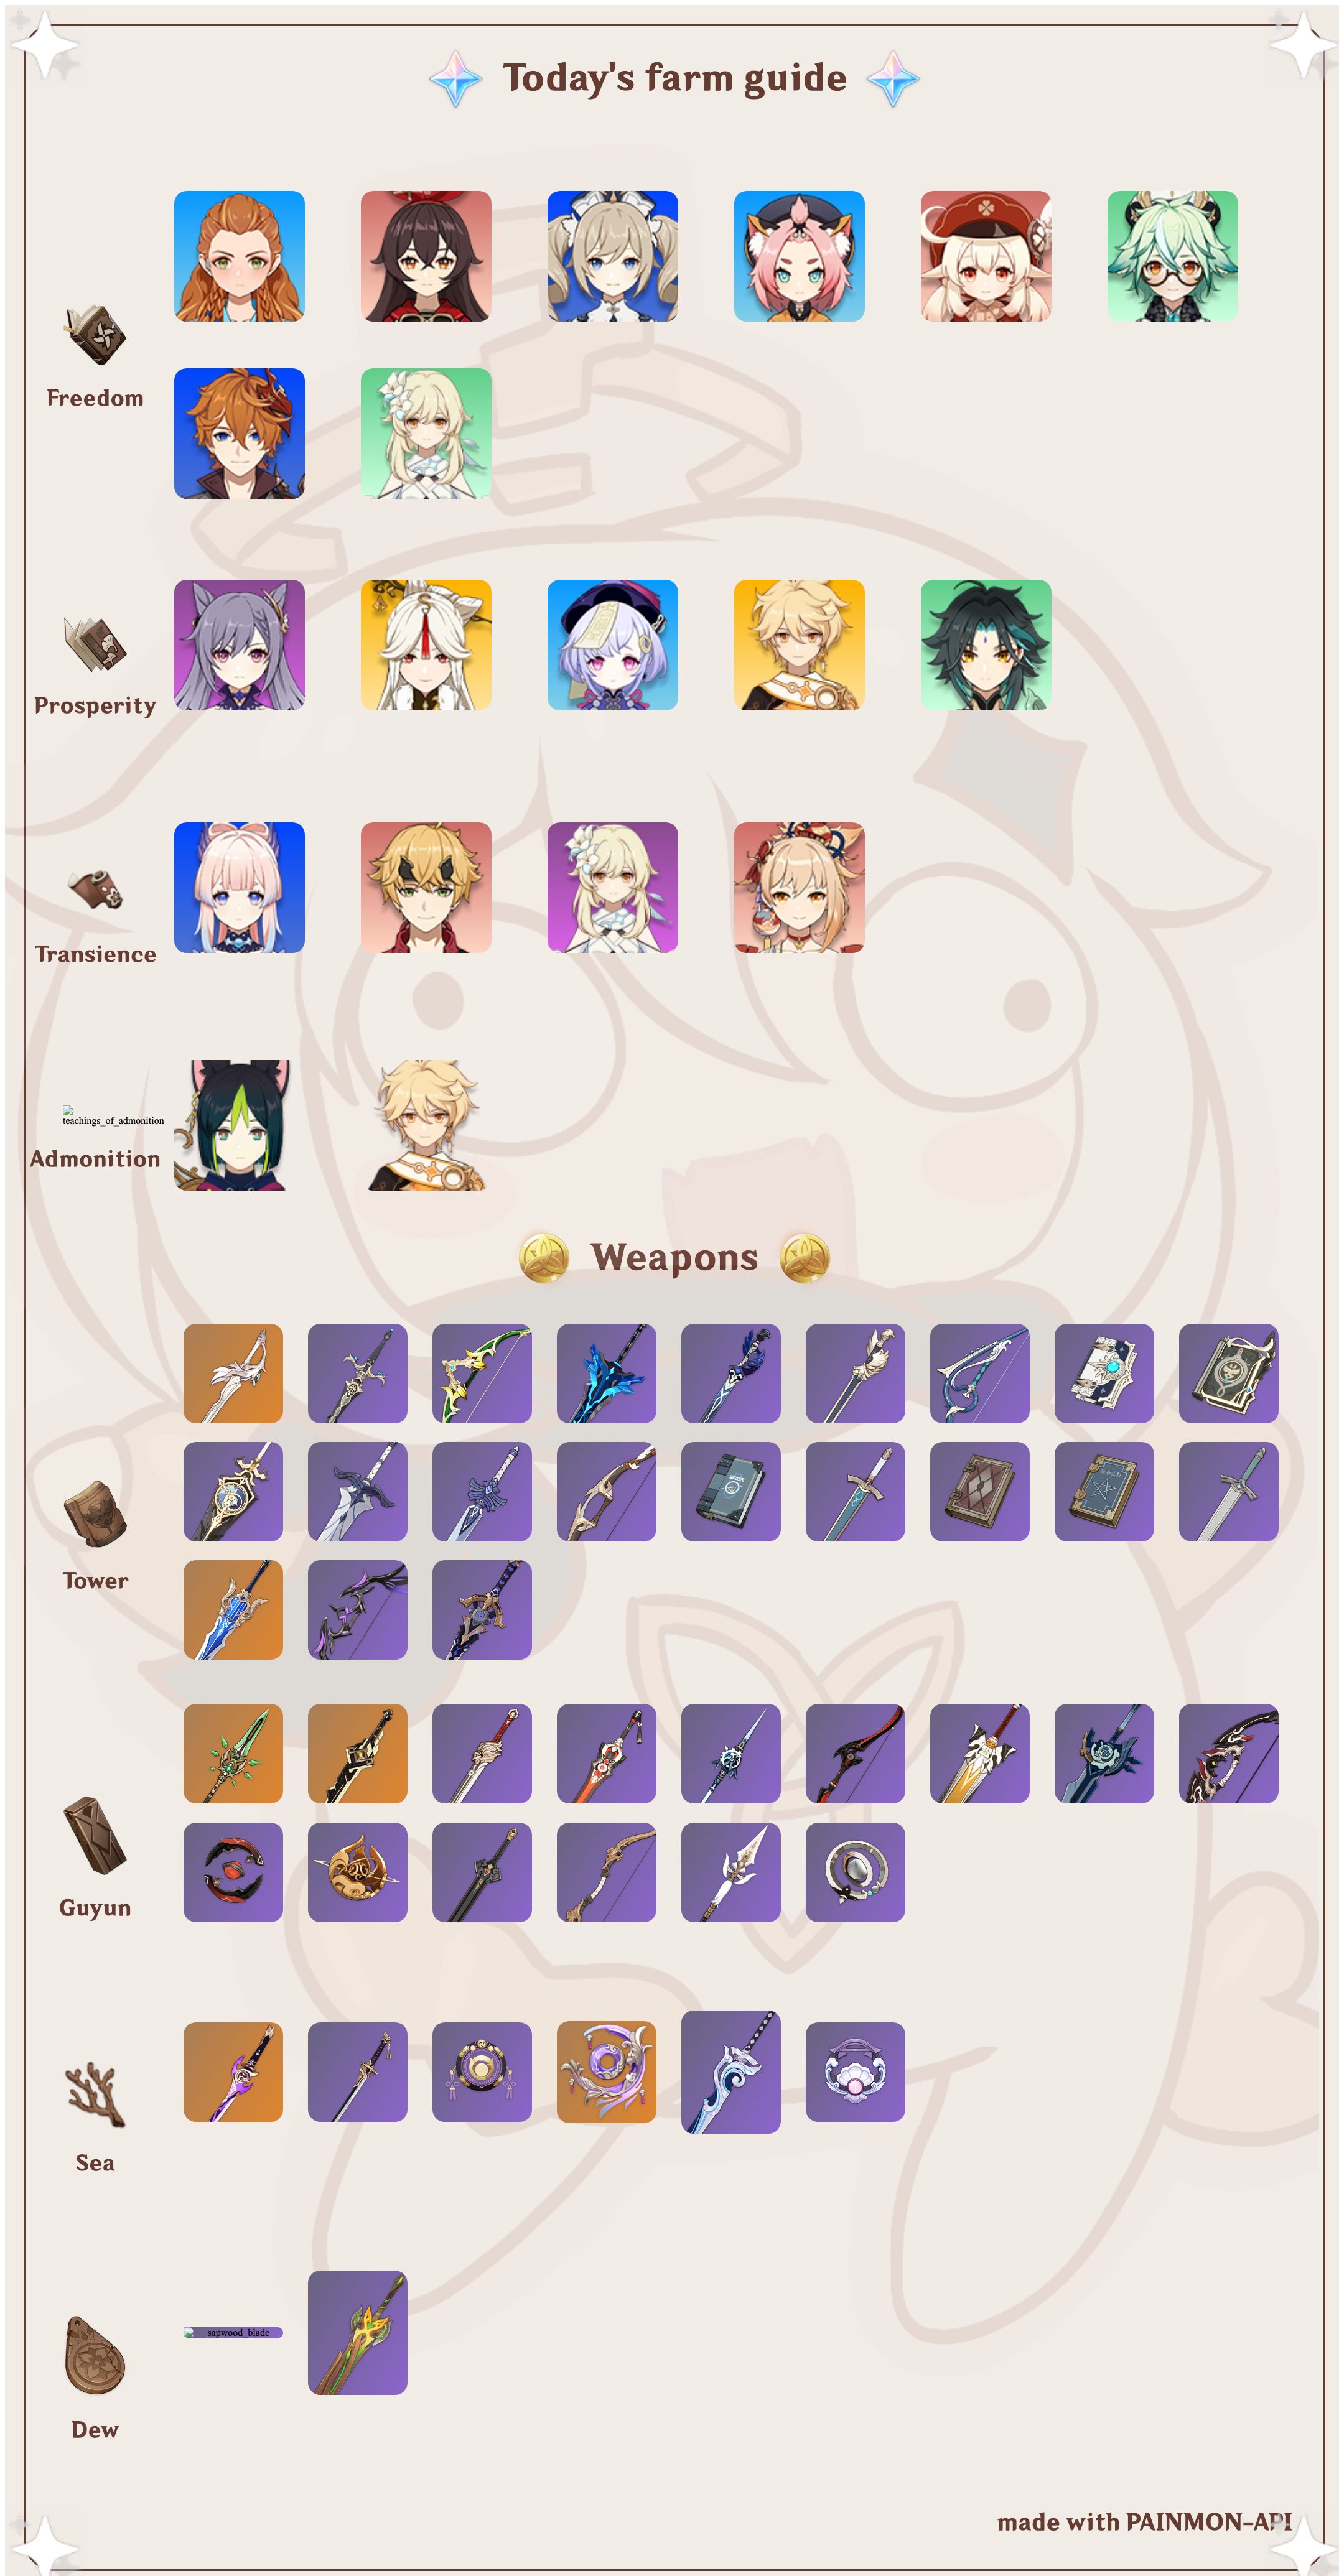 Today's farm guide
Freedom
Prosperity
Transience
teachings_of_admonition
Admonition
Weapons
Tower
Guyun
Sea
sapwood_blade
Dew
made with PAINMON-API